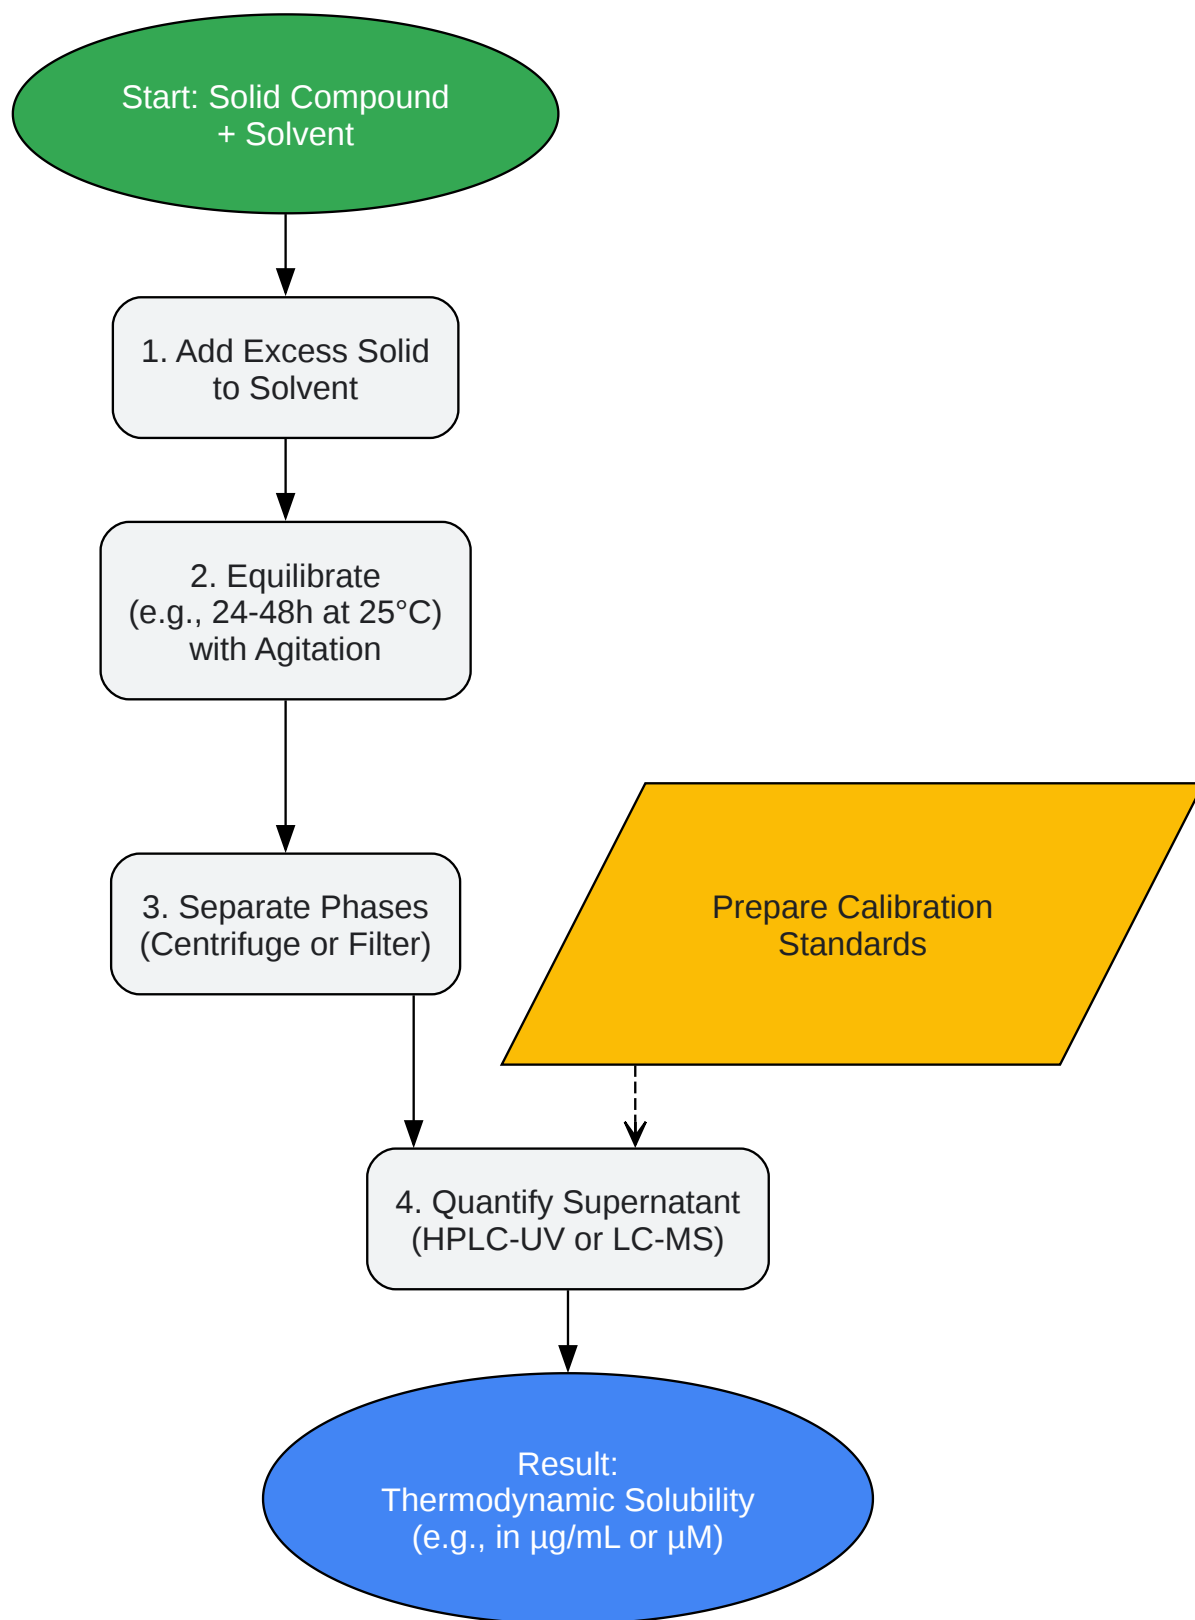 Start: Solid Compound
+ Solvent
1. Add Excess Solid
to Solvent
2. Equilibrate
(e.g., 24-48h at 25°C)
with Agitation
3. Separate Phases
(Centrifuge or Filter)
Prepare Calibration
Standards
4. Quantify Supernatant
(HPLC-UV or LC-MS)
Result:
Thermodynamic Solubility
(e.g., in µg/mL or µM)